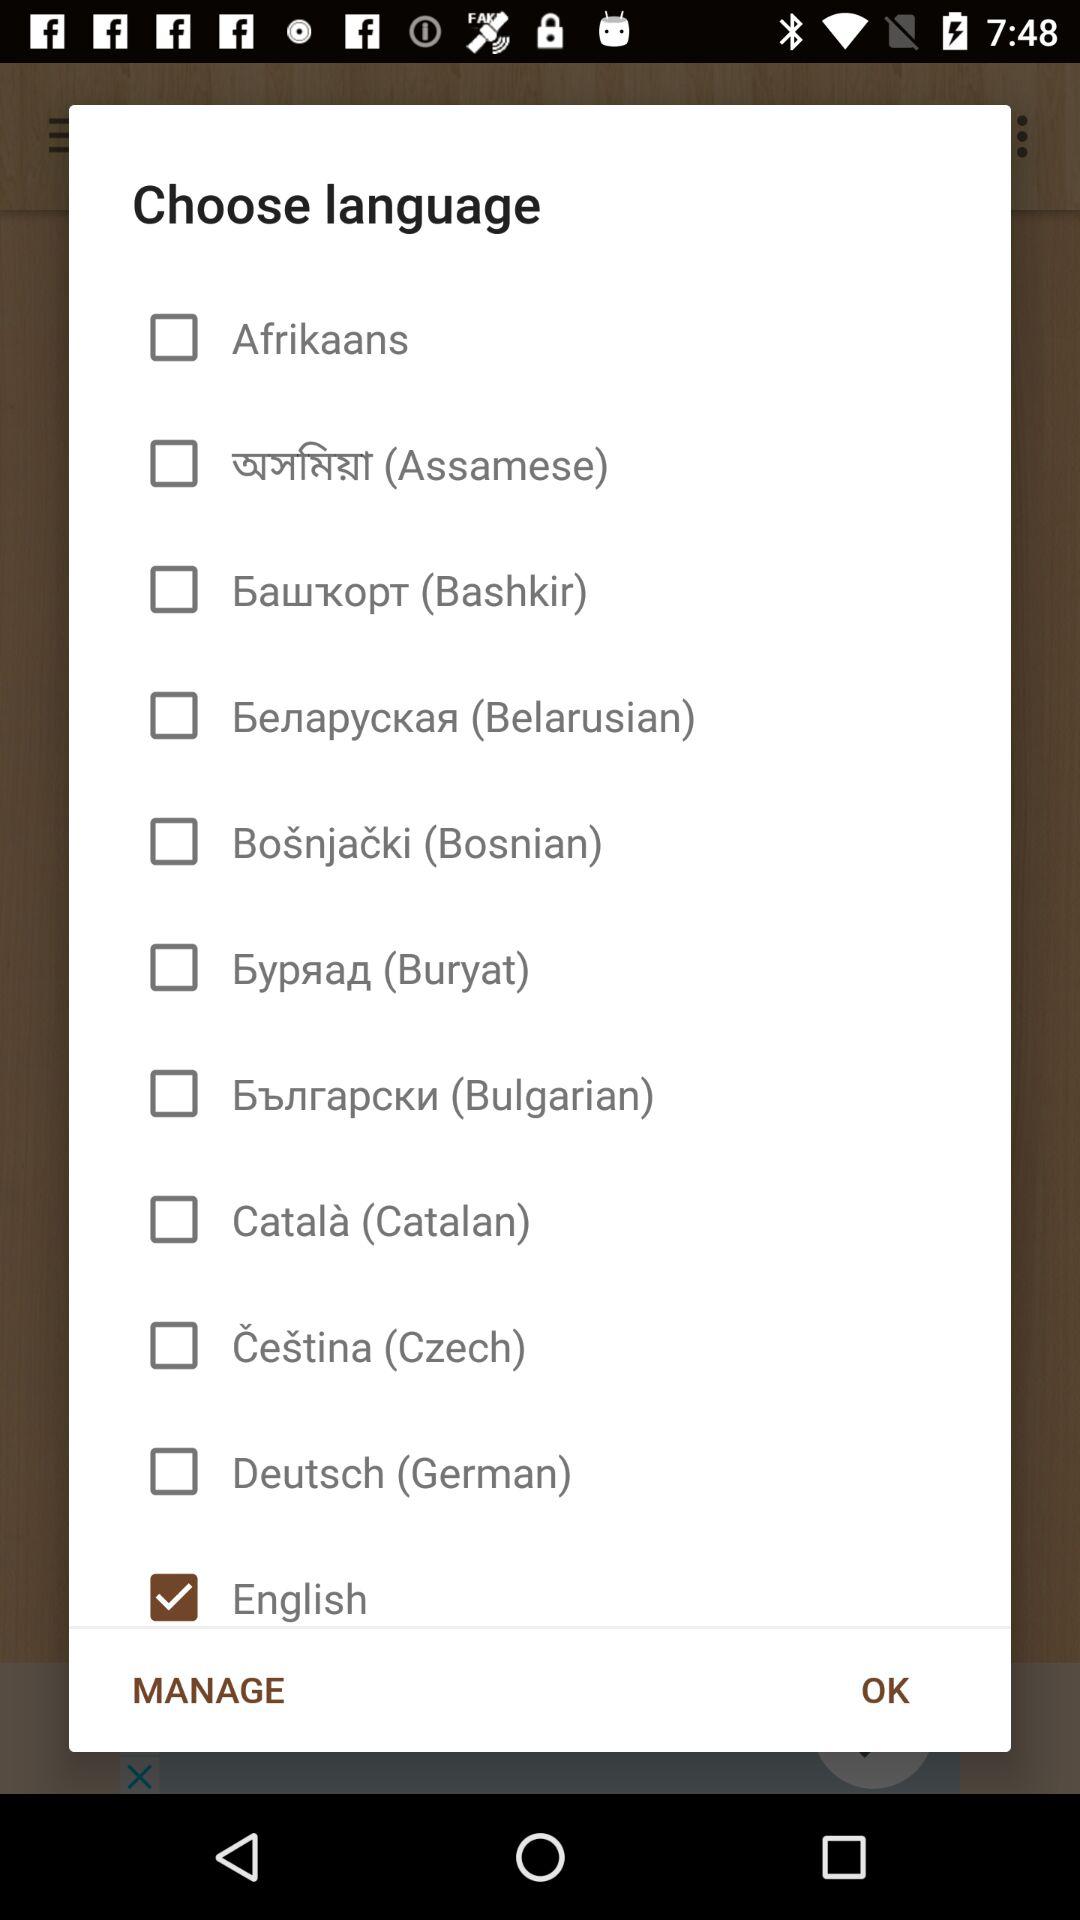 FAKE
7:48
Choose language
Afrikaans
অসমিয়া (Assamese)
Башҡорт (Bashkir)
Беларуская (Belarusian)
Bošnjački (Bosnian)
Буряад (Buryat)
Български (Bulgarian)
Català (Catalan)
Čeština (Czech)
Deutsch (German)
English
MANAGE
OK